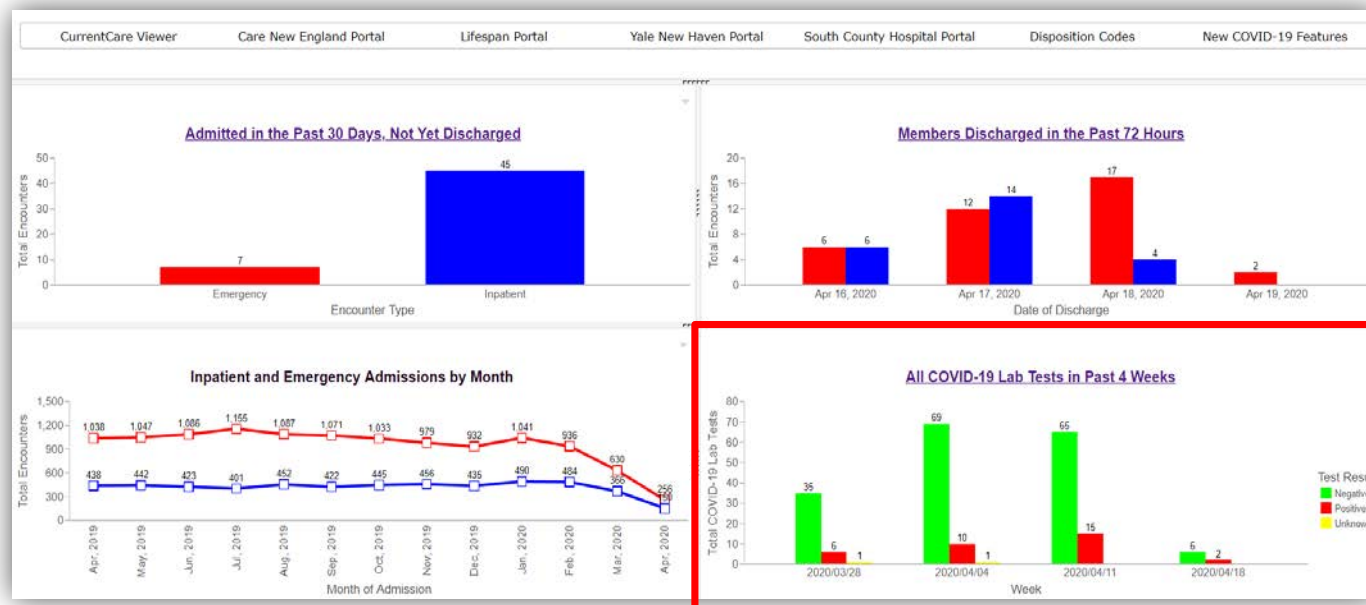 CurrentCare Viewer Care New England Portal Lifespan Portal Yale New Haven Portal South County Hospital Portal Disposition Codes New COVID-19 Features
Admitted in the Past 30 Days, Not Yet Discharged
Total Encounters
50
40
30
20
10
0
7
45
Emergency Inpatient
Encounter Type
Members Discharged in the Past 72 Hours
Total Encounters
20
16
12
8
4
0
6 6 12 14 17 4 2
Apr 16, 2020 Apr 17, 2020 Apr 18, 2020 Apr 19, 2020
Date of Discharge
Inpatient and Emergency Admissions by Month
Total Encounters
1,500
1,200
900
600
300
0
1,038 1,047 1,086 1,155 1,087 1,071 1,033 979 932 1,041 936 630 256
438 442 423 401 452 422 445 456 435 490 484 366
Apr, 2019 May, 2019 Jun, 2019 Jul, 2019 Aug, 2019 Sep, 2019 Oct, 2019 Nov, 2019 Dec, 2019 Jan, 2020 Feb, 2020 Mar, 2020 Apr, 2020
Month of Admission
All COVID-19 Lab Tests in Past 4 Weeks
Total COVID-19 Lab Tests
80
70
60
50
40
30
20
10
0
35 6 1 69 10 1 65 15 6 2
2020/03/28 2020/04/04 2020/04/11 2020/04/18
Week
Test Resu
Negative
Positive
Unknow